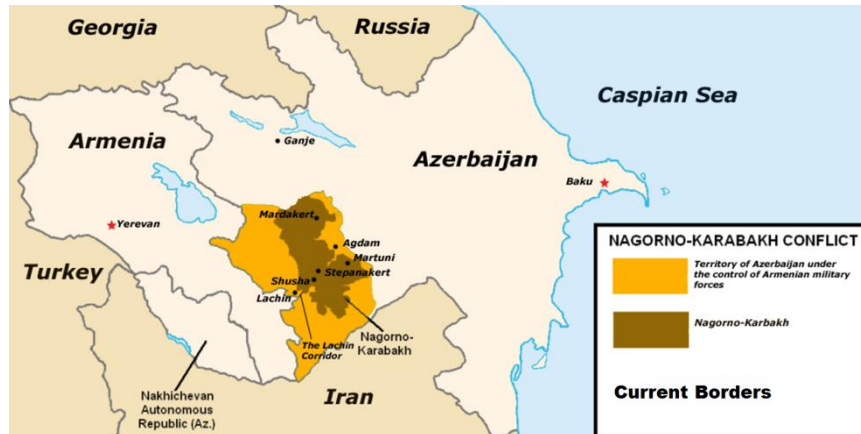 Georgia
Russia
Caspian Sea
Armenia
Ganje
Azerbaijan
Baku
Mardakert
Yerevan
Agdam
Martuni
Stepanakert
Shusha
Lachin
Turkey
The Lachin
Corridor
Nagorno-
Karabakh
Iran
Nakhichevan
Autonomous
Republic (Az.)
NAGORNO-KARABAKH CONFLICT
Territory of Azerbaijan under
the control of Armenian military
forces
Nagorno-Karbakh
Current Borders